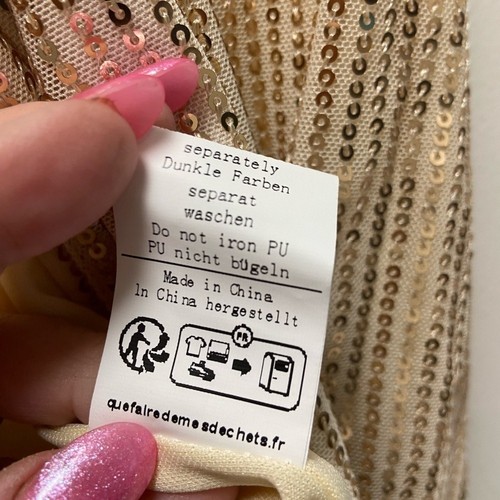 separately
Dunkle Farben
separat
waschen
Do not iron PU
PU nicht bügeln
Made in China
In China hergestellt
FR
quefairedemesdechets.fr